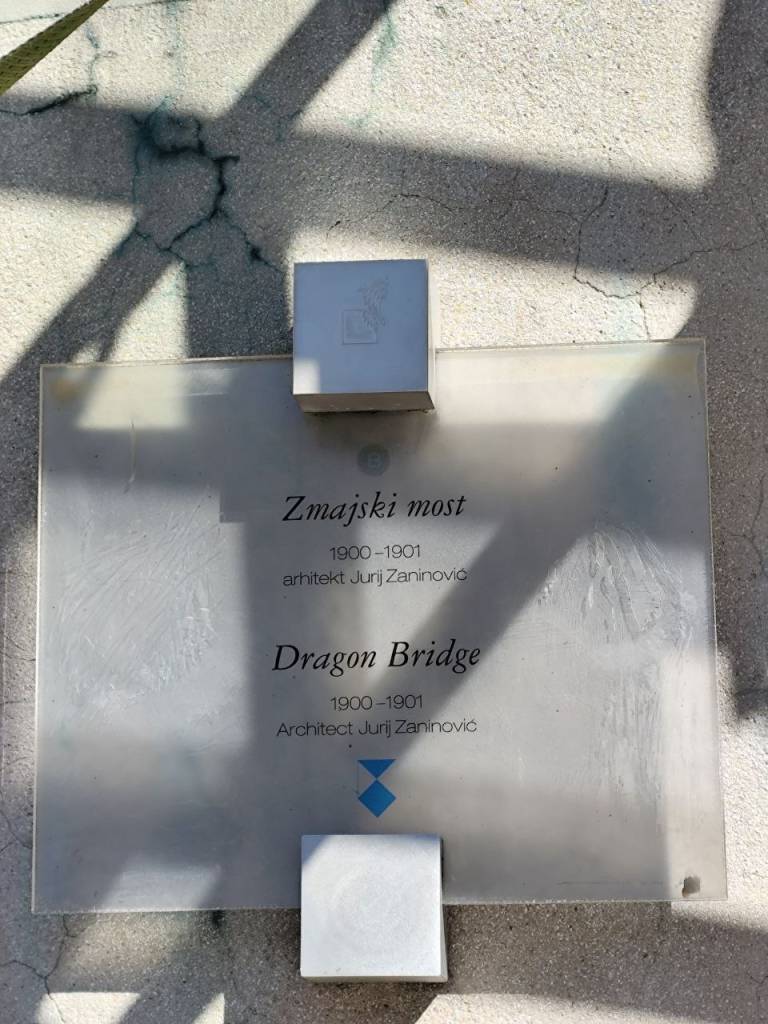 Zmajski most
1900–1901
arhitekt Jurij Zaninović
Dragon Bridge
1900–1901
Architect Jurij Zaninović